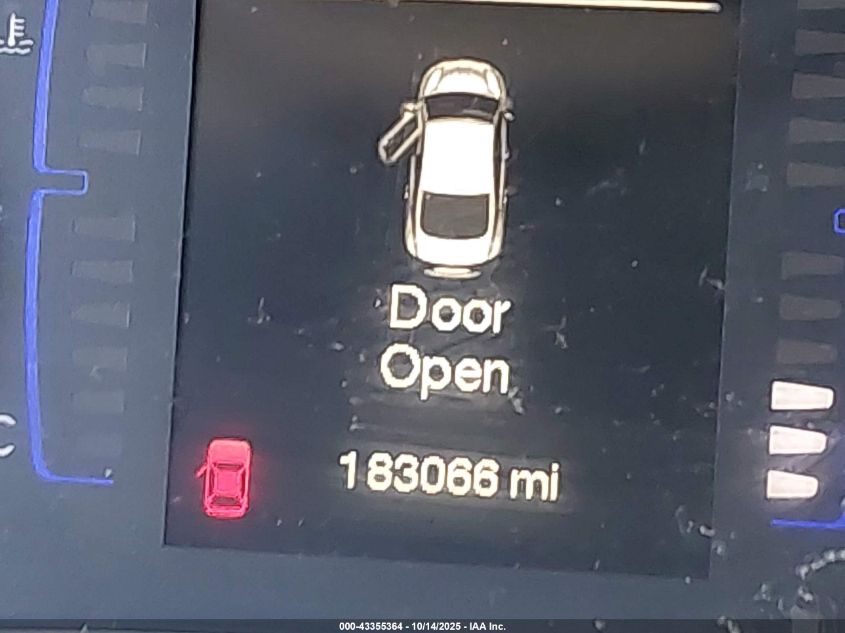 Door
Open
183066 mi
C
000-43355364 - 10/14/2025 - IAA Inc.